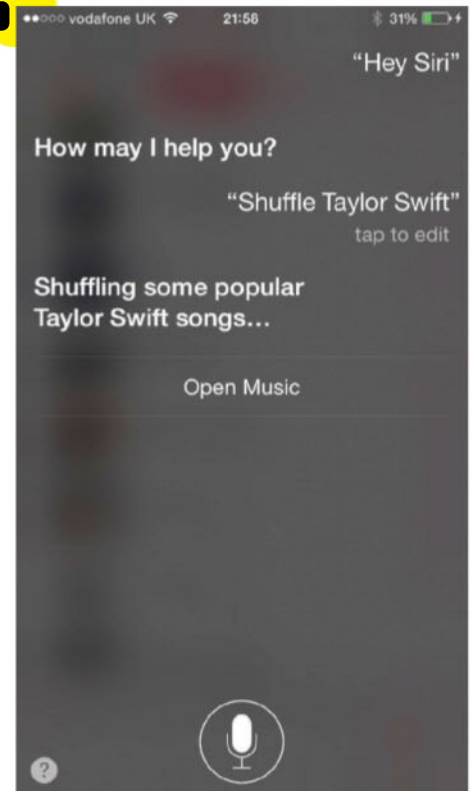 vodafone UK 21:58 31%
“Hey Siri”
How may I help you?
“Shuffle Taylor Swift”
tap to edit
Shuffling some popular
Taylor Swift songs...
Open Music
?